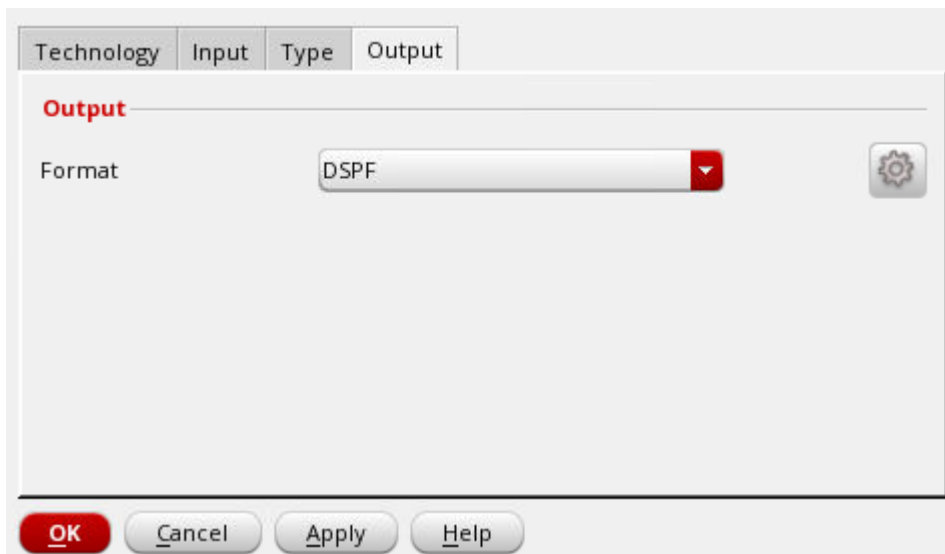 Technology Input Type Output
Output
Format DSPF
OK Cancel Apply Help